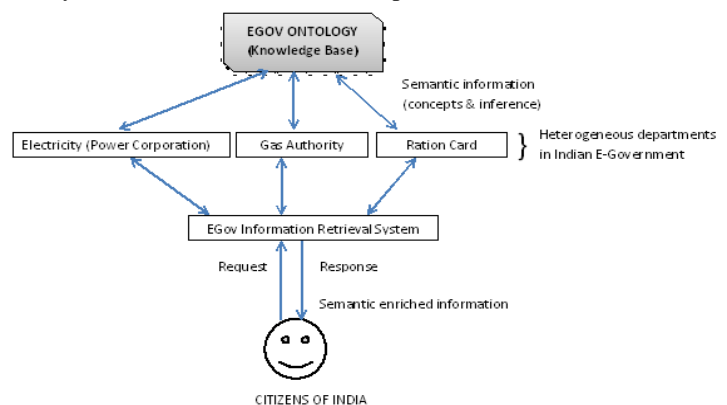 EGOV ONTOLOGY
(Knowledge Base)
Semantic information
(concepts & inference)
Electricity (Power Corporation)
Gas Authority
Ration Card
} Heterogeneous departments
in Indian E-Government
EGov Information Retrieval System
Request
Response
Semantic enriched information
CITIZENS OF INDIA